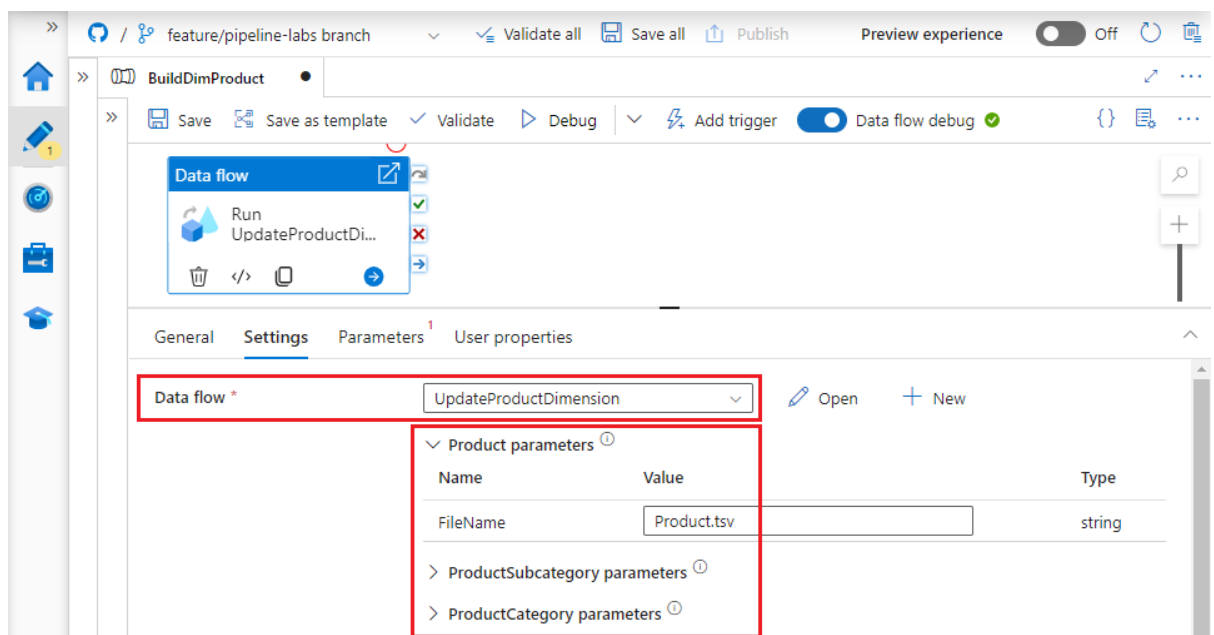 / feature/pipeline-labs branch Validate all Save all Publish Preview experience Off
BuildDimProduct
1
Save Save as template Validate Debug Add trigger Data flow debug
Data flow
Run
UpdateProductDi...
General Settings Parameters 1 User properties
Data flow * UpdateProductDimension Open New
Product parameters
Name Value Type
FileName Product.tsv string
ProductSubcategory parameters
ProductCategory parameters